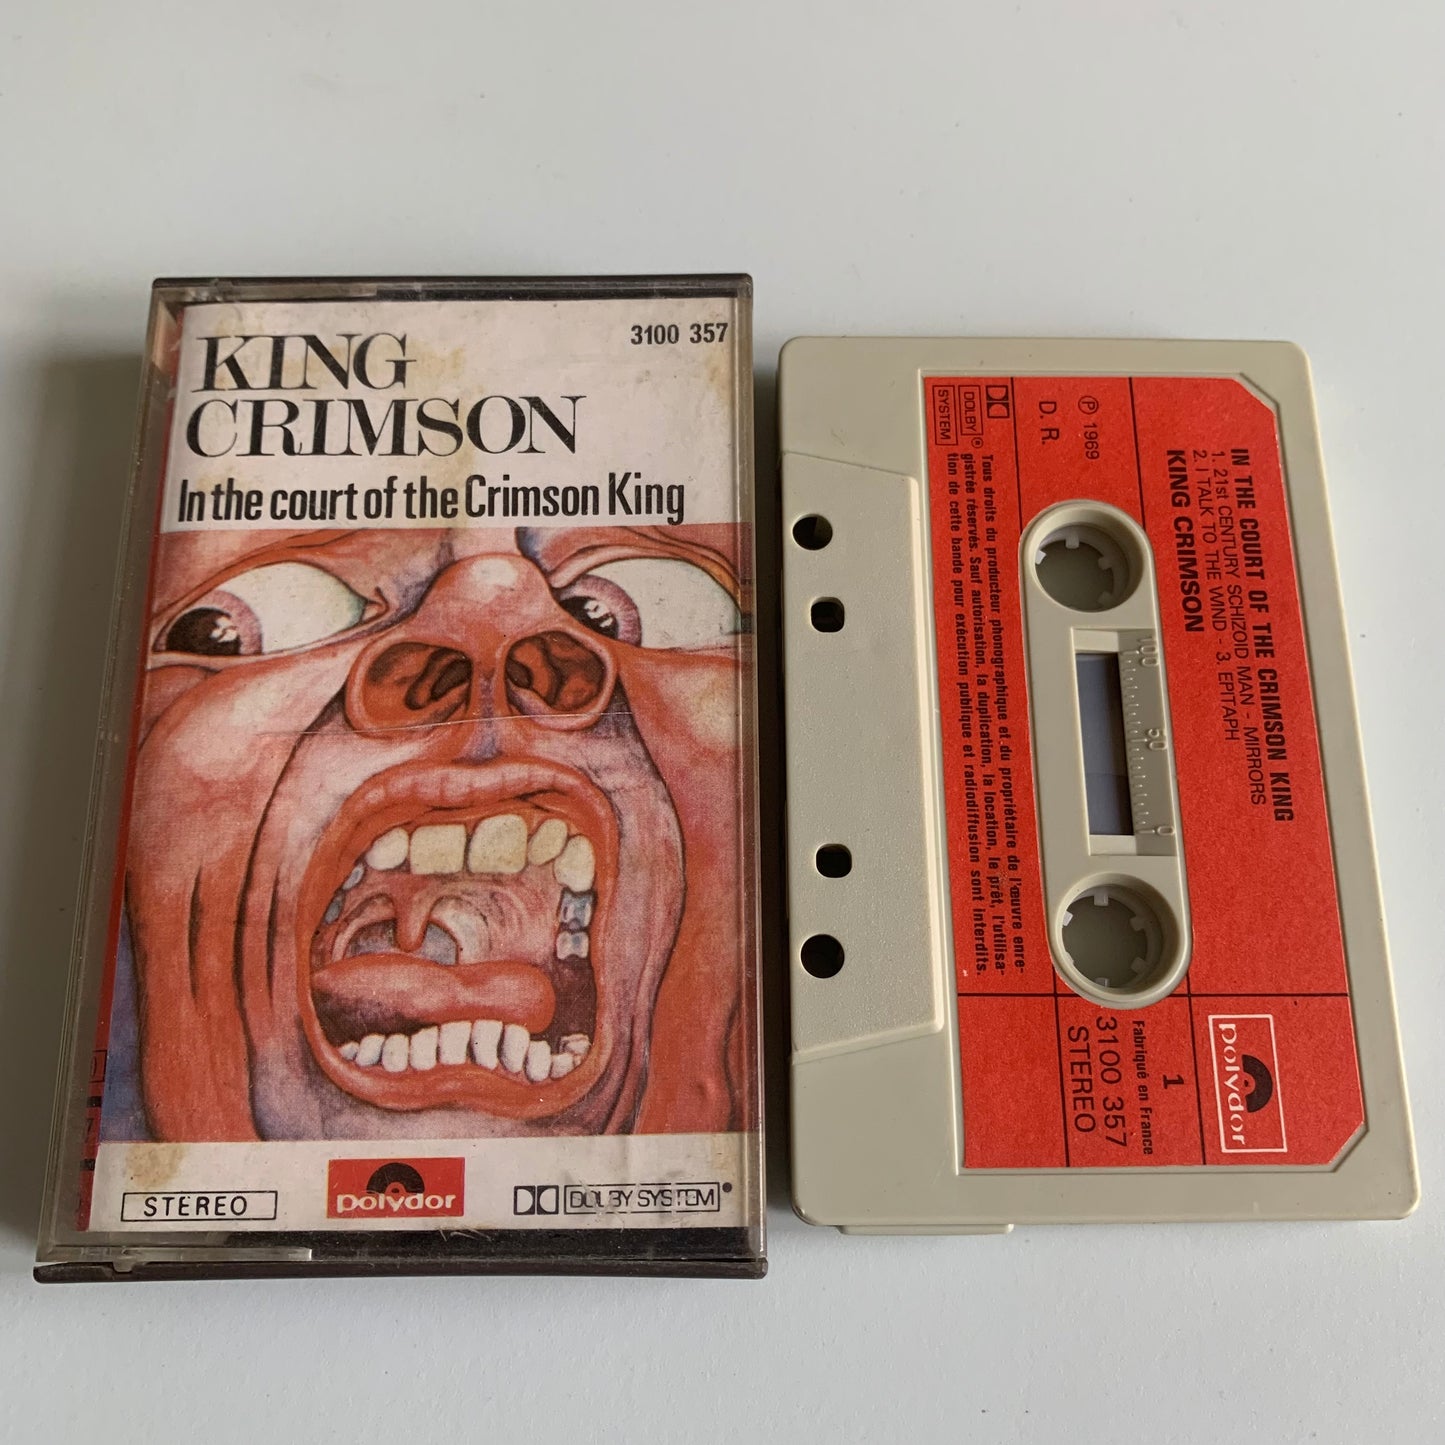 KING
CRIMSON
3100 357
In the court of the Crimson King
STEREO
polydor
DOLBY SYSTEM
IN THE COURT OF THE CRIMSON KING
1. 21st CENTURY SCHIZOID MAN - MIRRORS
2. I TALK TO THE WIND - 3. EPITAPH
KING CRIMSON
℗ 1969
D. R.
DOLBY®
SYSTEM
Tous droits du producteur phonographique et du propriétaire de l'œuvre enre-
gistrée réservés. Sauf autorisation, la duplication, la location, le prêt, l'utilisa-
tion de cette bande pour exécution publique et radiodiffusion sont interdits.
100 50 0
polydor
1
Fabriqué en France
3100 357
STEREO